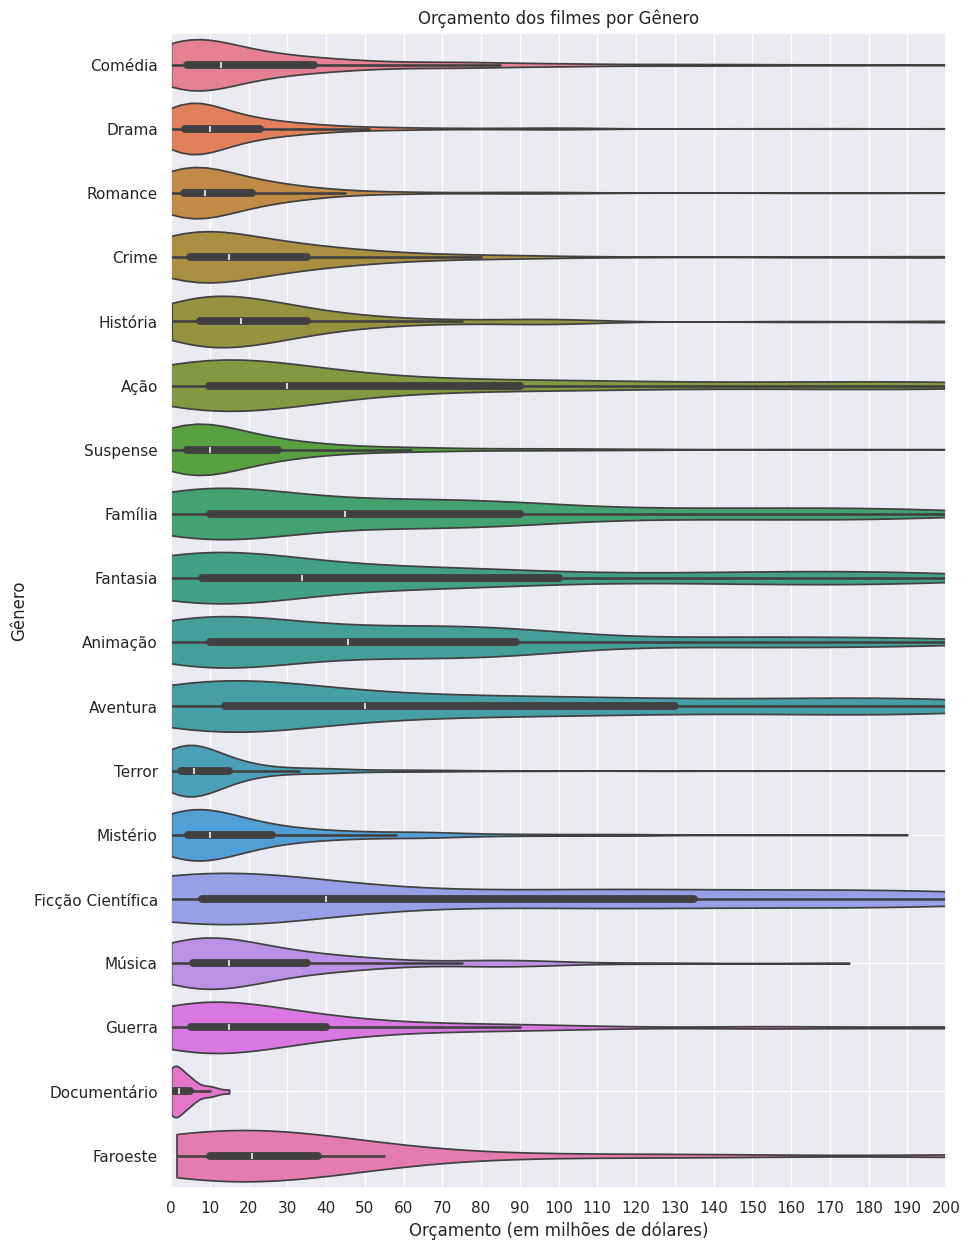 Orçamento dos filmes por Gênero
Comédia
Drama
Romance
Crime
História
Ação
Suspense
Família
Fantasia
Animação
Aventura
Terror
Mistério
Ficção Científica
Música
Guerra
Documentário
Faroeste
Gênero
0 10 20 30 40 50 60 70 80 90 100 110 120 130 140 150 160 170 180 190 200
Orçamento (em milhões de dólares)